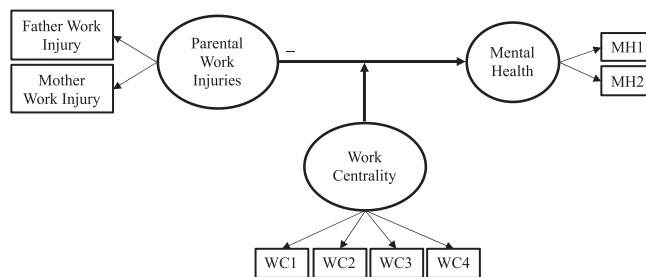 Father Work
Injury
Mother
Work Injury
Parental
Work
Injuries
–
Mental
Health
MH1
MH2
Work
Centrality
WC1
WC2
WC3
WC4